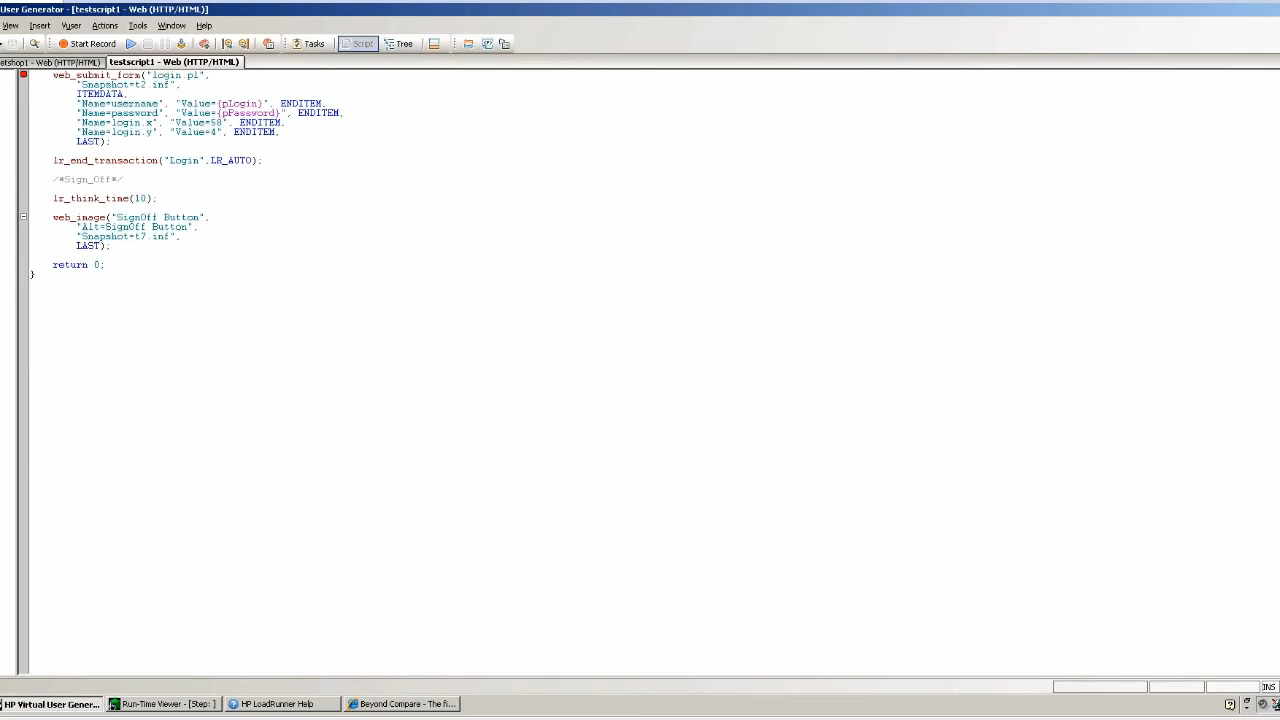 User Generator - [testscript1 - Web (HTTP/HTML)]
View Insert Vuser Actions Tools Window Help
Start Record Tasks Script Tree
etshop1 - Web (HTTP/HTML) testscript1 - Web (HTTP/HTML)
web_submit_form("login.pl",
"Snapshot=t2.inf",
ITEMDATA,
"Name=username", "Value={pLogin}", ENDITEM,
"Name=password", "Value={pPassword}", ENDITEM,
"Name=login.x", "Value=58", ENDITEM,
"Name=login.y", "Value=4", ENDITEM,
LAST);
lr_end_transaction("Login",LR_AUTO);
/*Sign_Off*/
lr_think_time(10);
web_image("SignOff Button",
"Alt=SignOff Button",
"Snapshot=t7.inf",
LAST);
return 0;
}
INS
HP Virtual User Gener... Run-Time Viewer - [Step: ] HP LoadRunner Help Beyond Compare - The fi...